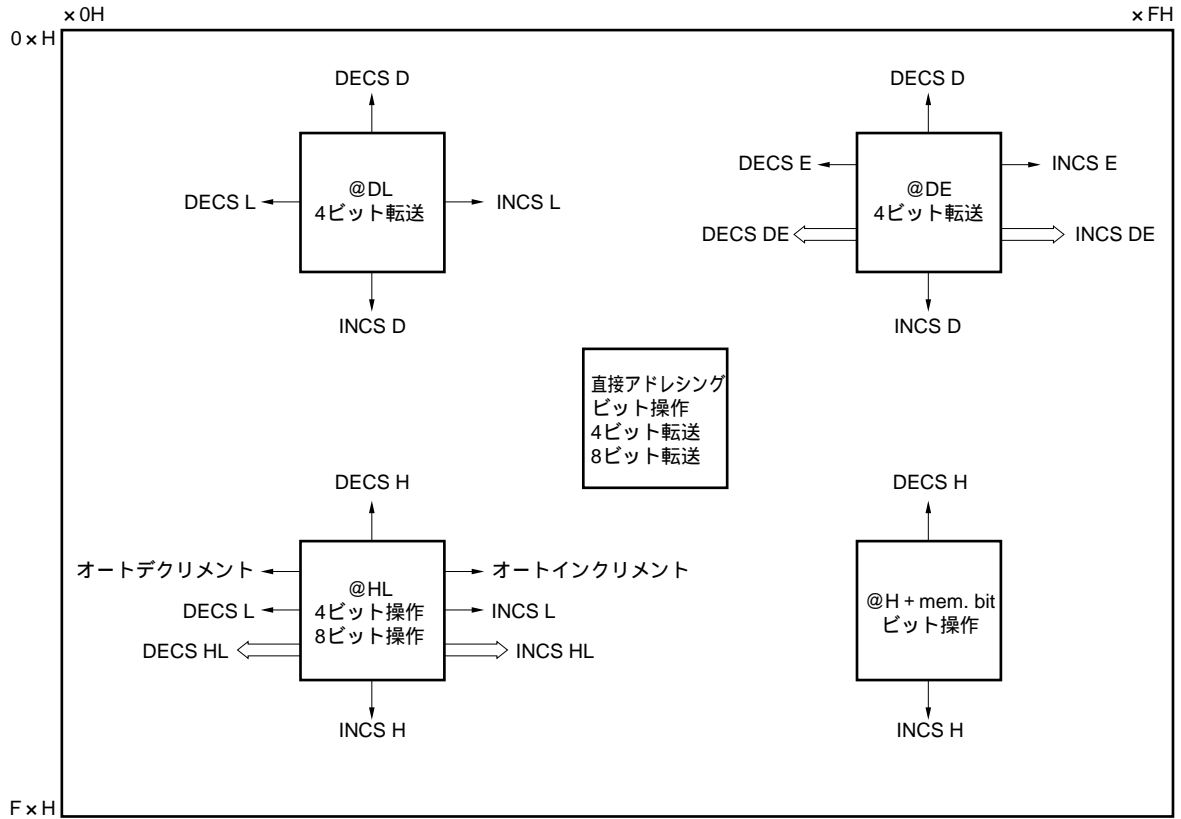 ×0H
×FH
0×H
DECS D
@DL
4ビット転送
DECS L
INCS L
INCS D
DECS D
DECS E
INCS E
@DE
4ビット転送
DECS DE
INCS DE
INCS D
直接アドレシング
ビット操作
4ビット転送
8ビット転送
DECS H
オートデクリメント
オートインクリメント
@HL
4ビット操作
8ビット操作
DECS L
INCS L
DECS HL
INCS HL
INCS H
DECS H
@H + mem. bit
ビット操作
INCS H
F×H